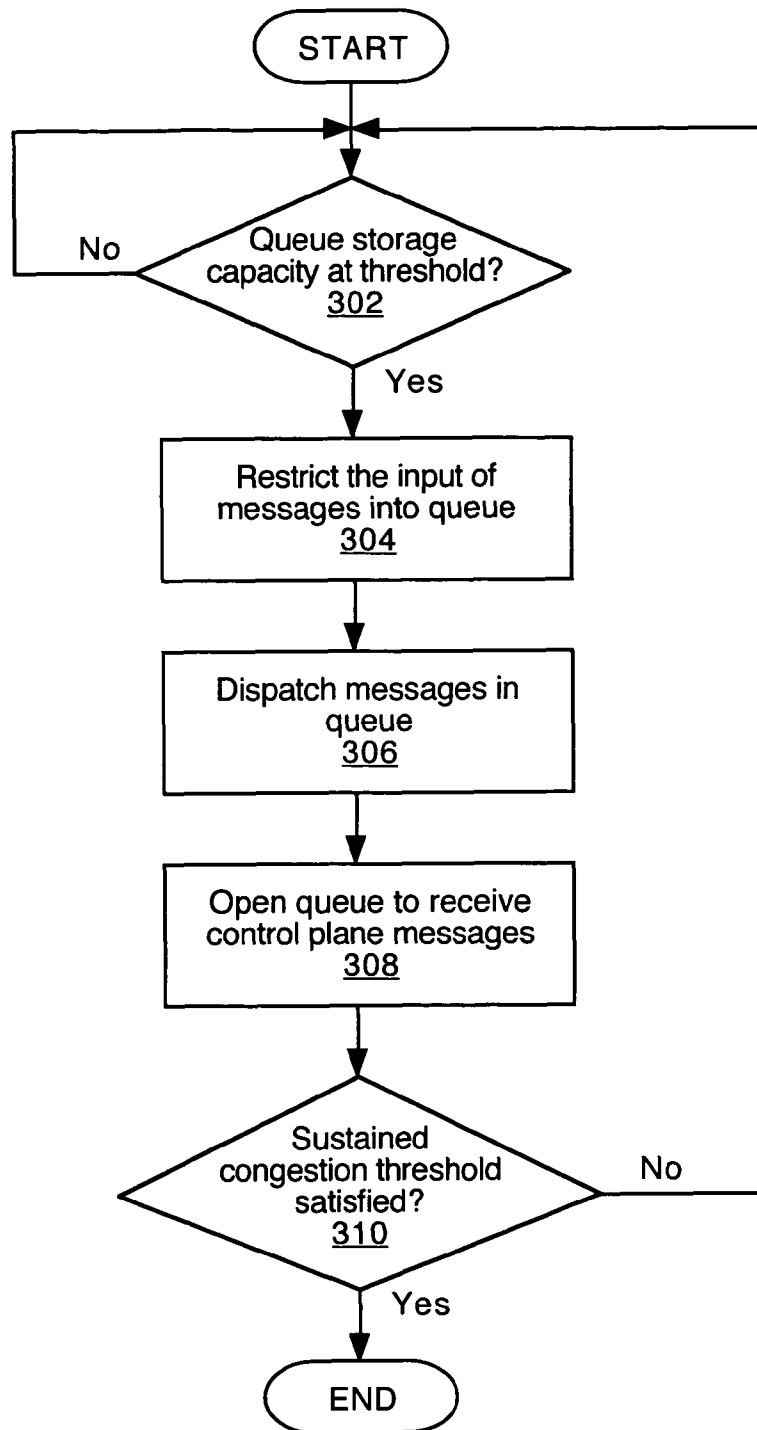 START
Queue storage
capacity at threshold?
302
No
Yes
Restrict the input of
messages into queue
304
Dispatch messages in
queue
306
Open queue to receive
control plane messages
308
Sustained
congestion threshold
satisfied?
310
No
Yes
END